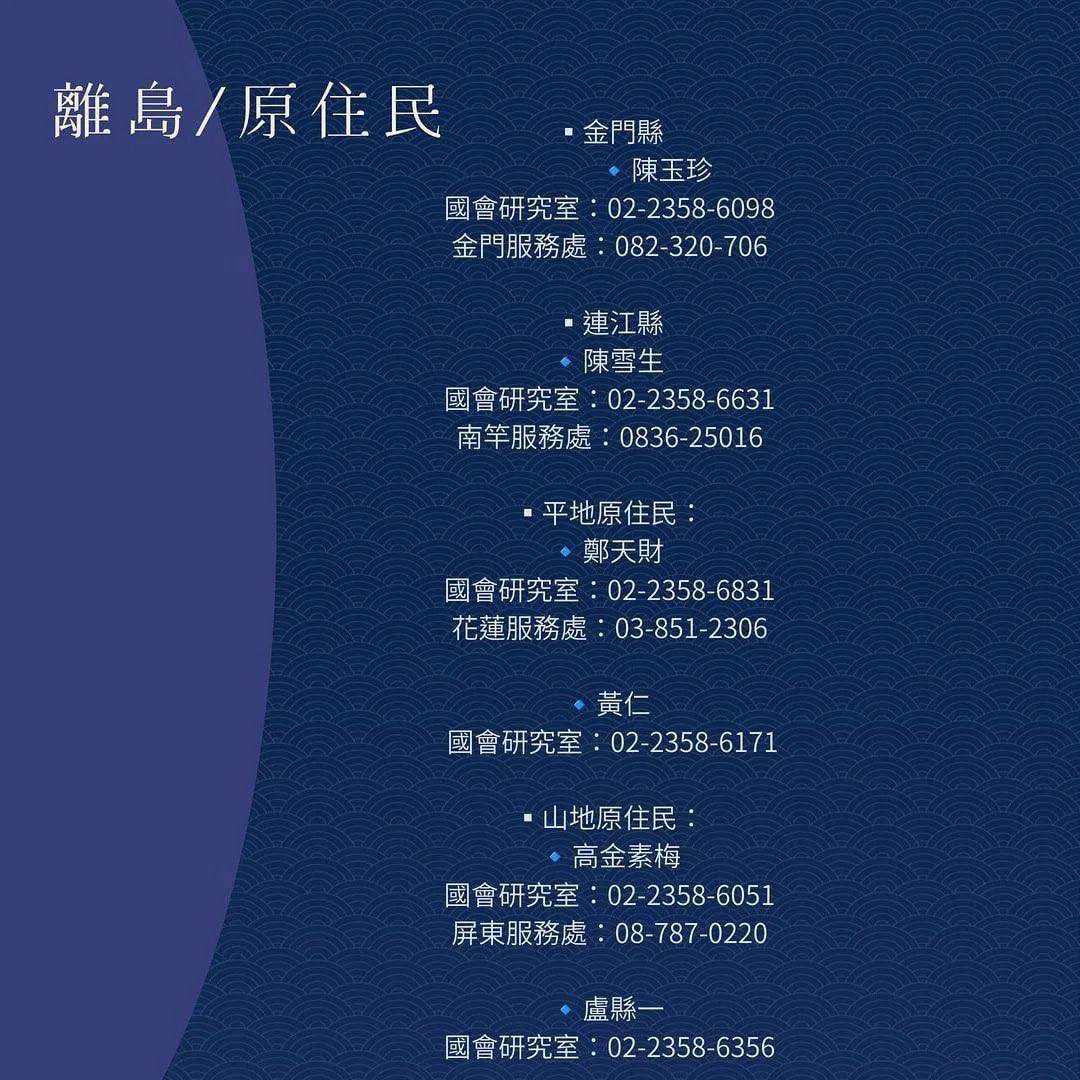 離島/原住民
▪金門縣
🔹陳玉珍
國會研究室：02-2358-6098
金門服務處：082-320-706
▪連江縣
🔹陳雪生
國會研究室：02-2358-6631
南竿服務處：0836-25016
▪平地原住民：
🔹鄭天財
國會研究室：02-2358-6831
花蓮服務處：03-851-2306
🔹黃仁
國會研究室：02-2358-6171
▪山地原住民：
🔹高金素梅
國會研究室：02-2358-6051
屏東服務處：08-787-0220
🔹盧縣一
國會研究室：02-2358-6356